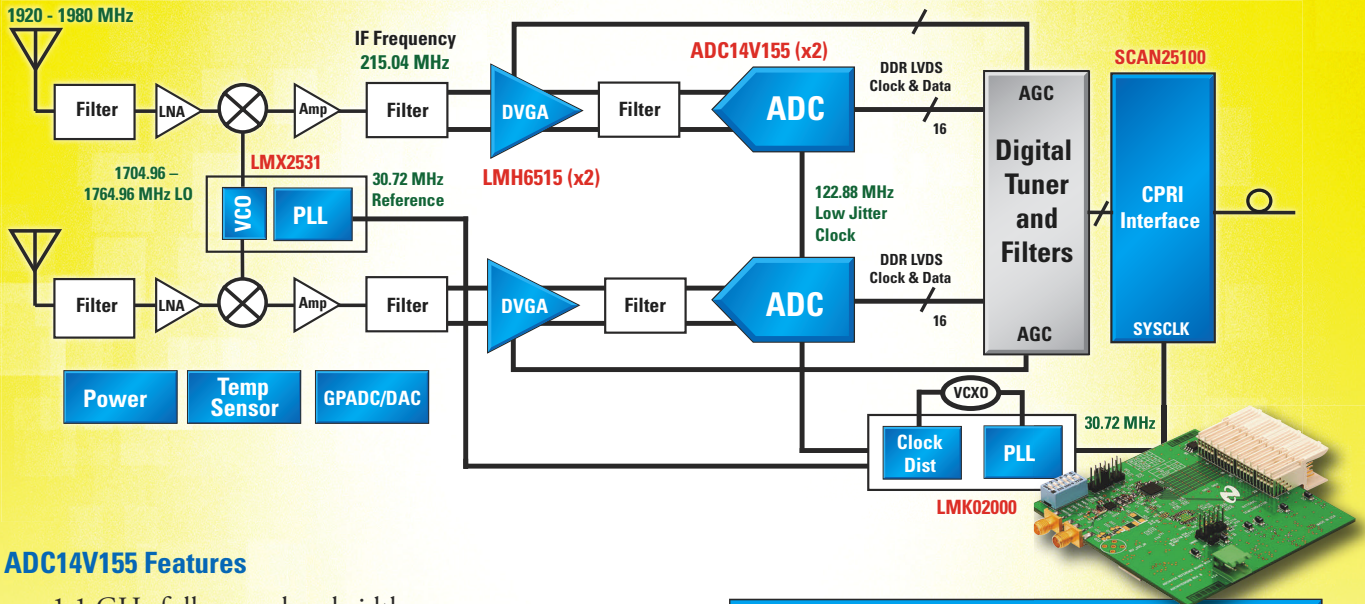 1920 - 1980 MHz
IF Frequency
215.04 MHz
ADC14V155 (x2)
SCAN25100
DDR LVDS
Clock & Data
16
Filter
LNA
Amp
Filter
DVGA
Filter
ADC
AGC
Digital
Tuner
and
Filters
AGC
CPRI
Interface
SYSCLK
LMX2531
LMH6515 (x2)
1704.96 –
1764.96 MHz LO
VCO
PLL
30.72 MHz
Reference
122.88 MHz
Low Jitter
Clock
DDR LVDS
Clock & Data
16
Filter
LNA
Amp
Filter
DVGA
Filter
ADC
Power
Temp
Sensor
GPADC/DAC
VCXO
Clock
Dist
PLL
30.72 MHz
LMK02000
ADC14V155 Features